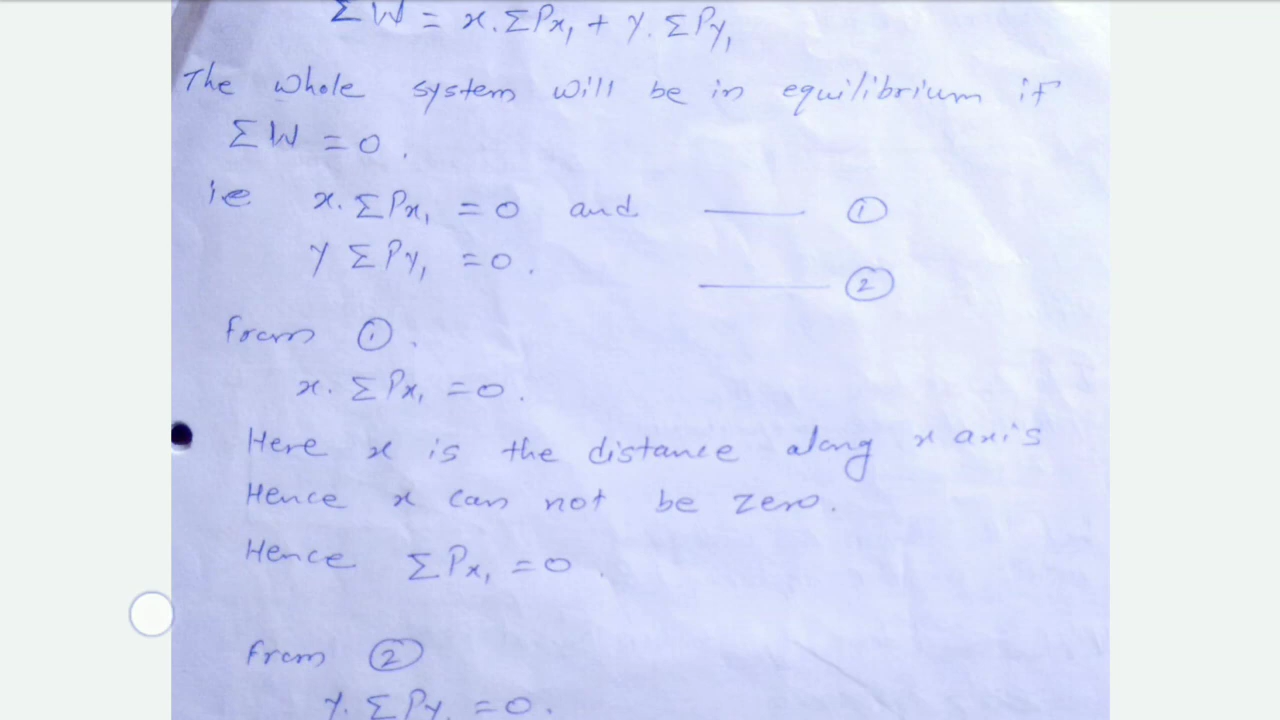 ΣW = x.ΣPx₁ + y.ΣPy₁
The whole system will be in equilibrium if
ΣW = 0.
ie x.ΣPx₁ = 0 and —— ①
y ΣPy₁ = 0. —— ②
from ①.
x. ΣPx₁ = 0.
Here x is the distance along x axis
Hence x can not be zero.
Hence ΣPx₁ = 0.
from ②
y. ΣPy₁ = 0.